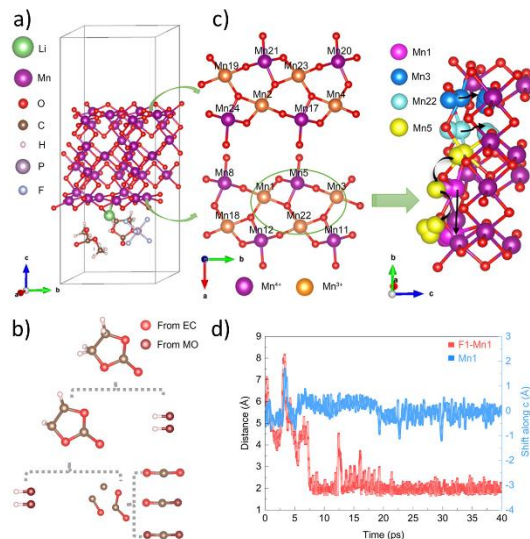 a)
Li
Mn
O
C
H
P
F
c
a
b
c)
Mn21
Mn20
Mn19
Mn23
Mn2
Mn4
Mn24
Mn17
Mn8
Mn5
Mn1
Mn3
Mn18
Mn22
Mn12
Mn11
b
a
Mn⁴⁺
Mn³⁺
Mn1
Mn3
Mn22
Mn5
b
c
b)
From EC
From MO
d)
F1-Mn1
Mn1
Distance (Å)
9
8
7
6
5
4
3
2
1
Shift along c (Å)
3
2
1
0
-1
-2
-3
-4
0 5 10 15 20 25 30 35 40
Time (ps)